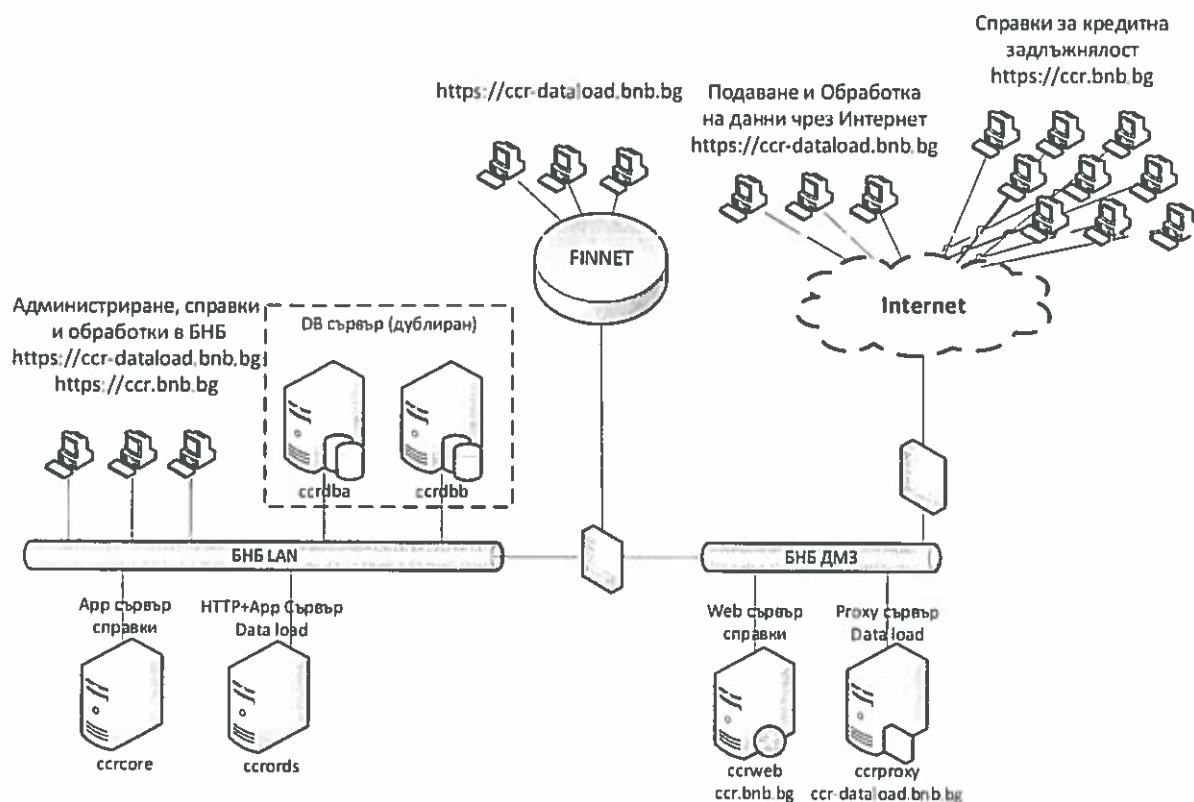 Справки за кредитна
задлъжнялост
https://ccr.bnb.bg
https://ccr-dataload.bnb.bg
Подаване и Обработка
на данни чрез Интернет
https://ccr-dataload.bnb.bg
FINNET
Internet
Администриране, справки
и обработки в БНБ
https://ccr-dataload.bnb.bg
https://ccr.bnb.bg
DB сървър (дублиран)
ccrdba
ccrdbb
БНБ LAN
БНБ ДМЗ
App сървър
справки
HTTP+App Сървър
Data load
Web сървър
справки
Proxy сървър
Data load
ccrcore
ccrords
ccrweb
ccr.bnb.bg
ccrproxy
ccr-dataload.bnb.bg